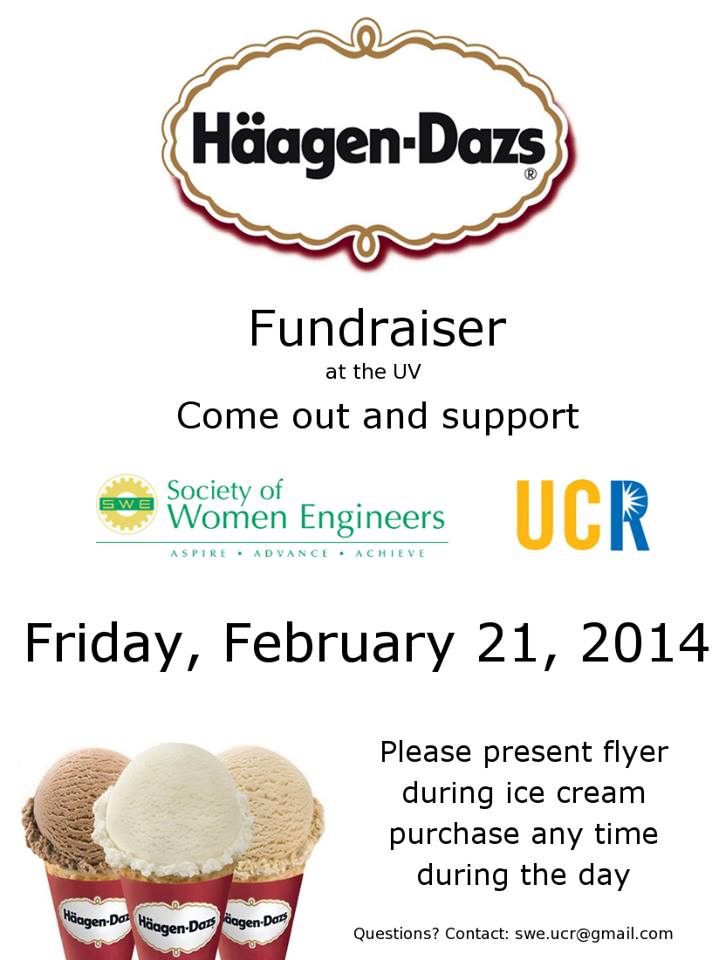 Häagen-Dazs
®
Fundraiser
at the UV
Come out and support
SWE
Society of
Women Engineers
ASPIRE • ADVANCE • ACHIEVE
UCR
Friday, February 21, 2014
Please present flyer
during ice cream
purchase any time
during the day
Häagen-Daz
Häagen-Dazs
äagen-Dazs
Questions? Contact: swe.ucr@gmail.com